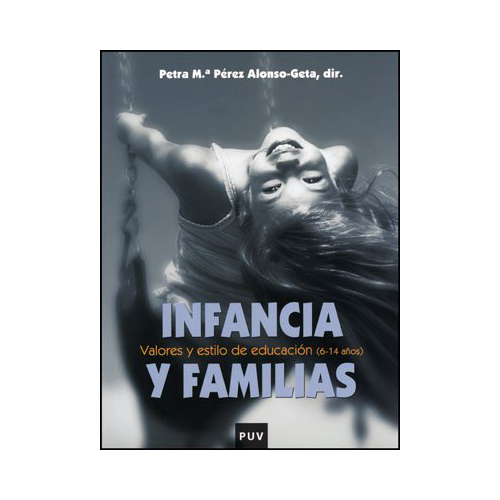 Petra M.ª Pérez Alonso-Geta, dir.
INFANCIA
Valores y estilo de educación (6-14 años)
Y FAMILIAS
PUV